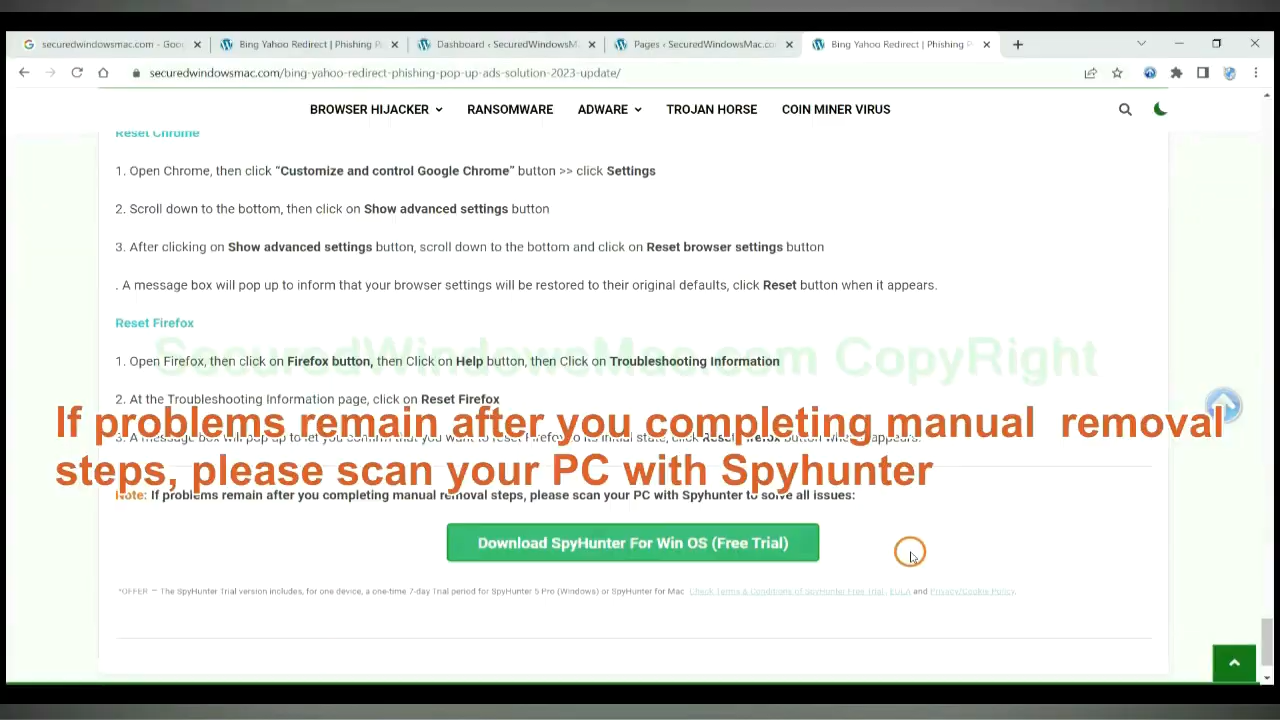 securedwindowsmac.com - Goo
Bing Yahoo Redirect | Phishing P
Dashboard ‹ SecuredWindowsM
Pages ‹ SecuredWindowsMac.co
Bing Yahoo Redirect | Phishing P
securedwindowsmac.com/bing-yahoo-redirect-phishing-pop-up-ads-solution-2023-update/
BROWSER HIJACKER RANSOMWARE ADWARE TROJAN HORSE COIN MINER VIRUS
Reset Chrome
1. Open Chrome, then click “Customize and control Google Chrome” button >> click Settings
2. Scroll down to the bottom, then click on Show advanced settings button
3. After clicking on Show advanced settings button, scroll down to the bottom and click on Reset browser settings button
. A message box will pop up to inform that your browser settings will be restored to their original defaults, click Reset button when it appears.
Reset Firefox
SecuredWindowsMac.com CopyRight
1. Open Firefox, then click on Firefox button, then Click on Help button, then Click on Troubleshooting Information
2. At the Troubleshooting Information page, click on Reset Firefox
If problems remain after you completing manual removal
3. A message box will pop up to let you confirm that you want to reset Firefox to its initial state, click Reset Firefox button when it appears.
steps, please scan your PC with Spyhunter
Note: If problems remain after you completing manual removal steps, please scan your PC with Spyhunter to solve all issues:
Download SpyHunter For Win OS (Free Trial)
*OFFER – The SpyHunter Trial version includes, for one device, a one-time 7-day Trial period for SpyHunter 5 Pro (Windows) or SpyHunter for Mac. Check Terms & Conditions of SpyHunter Free Trial, EULA and Privacy/Cookie Policy.